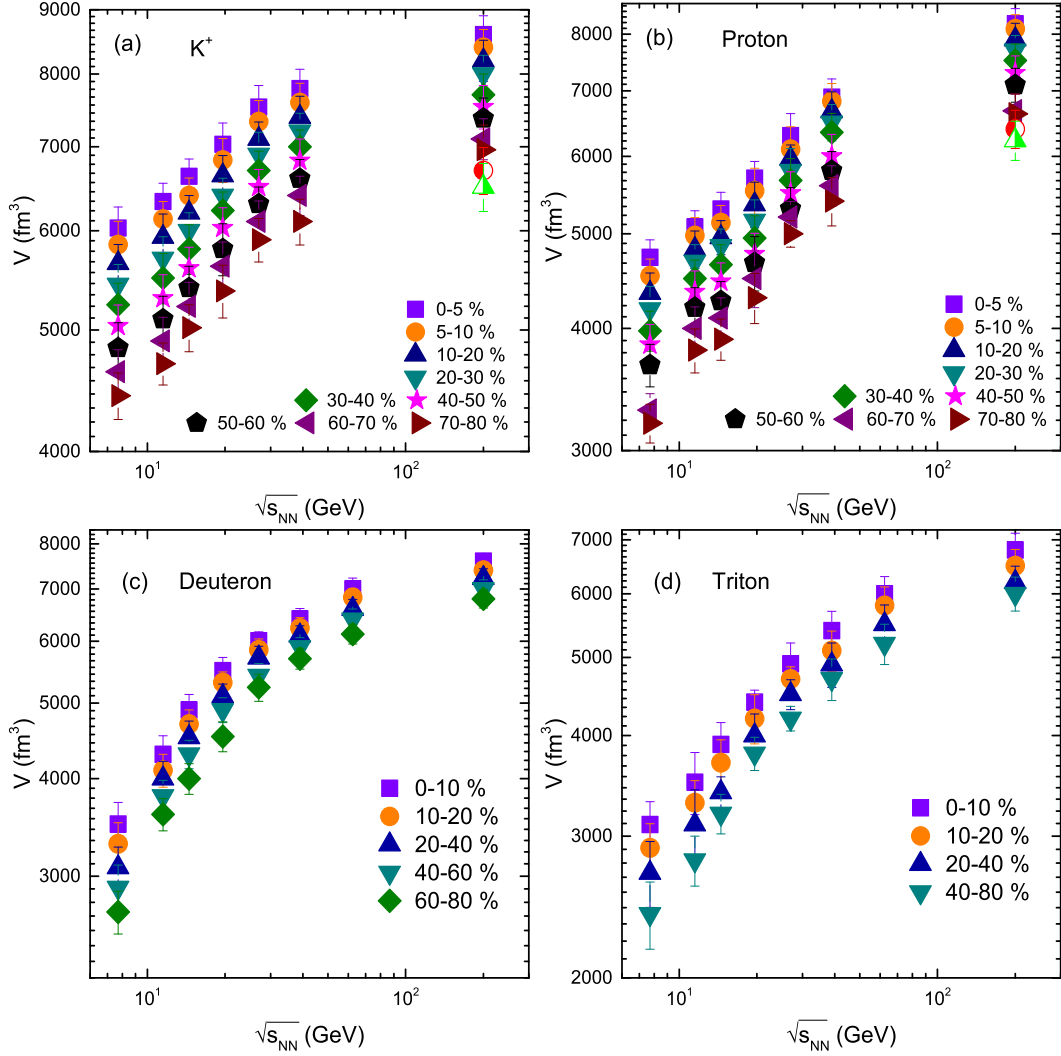 (a) K⁺
9000
8000
7000
6000
5000
4000
V (fm³)
0-5 %
5-10 %
10-20 %
20-30 %
30-40 % 40-50 %
50-60 % 60-70 % 70-80 %
10¹ 10²
√s_NN (GeV)
(b) Proton
8000
7000
6000
5000
4000
3000
V (fm³)
0-5 %
5-10 %
10-20 %
20-30 %
30-40 % 40-50 %
50-60 % 60-70 % 70-80 %
10¹ 10²
√s_NN (GeV)
(c) Deuteron
8000
7000
6000
5000
4000
3000
V (fm³)
0-10 %
10-20 %
20-40 %
40-60 %
60-80 %
10¹ 10²
√s_NN (GeV)
(d) Triton
7000
6000
5000
4000
3000
2000
V (fm³)
0-10 %
10-20 %
20-40 %
40-80 %
10¹ 10²
√s_NN (GeV)